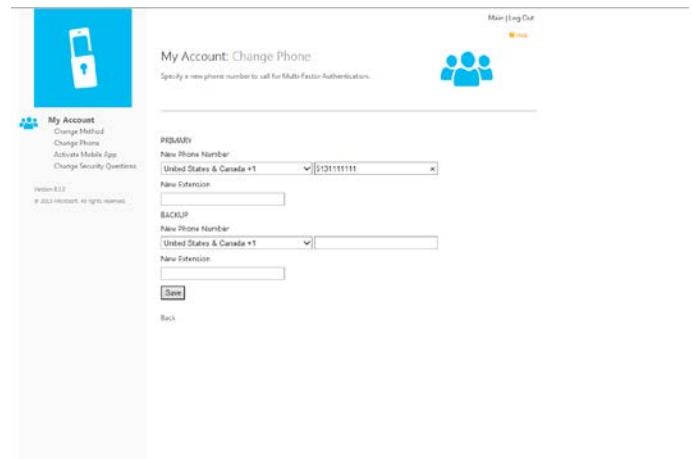 Main | Log Out
Help
My Account: Change Phone
Specify a new phone number to call for Multi-Factor Authentication.
My Account
Change Method
Change Phone
Activate Mobile App
Change Security Questions
Version 6.3.0
© 2013 Microsoft. All rights reserved.
PRIMARY
New Phone Number
United States & Canada +1 5131111111 ×
New Extension
BACKUP
New Phone Number
United States & Canada +1
New Extension
Save
Back